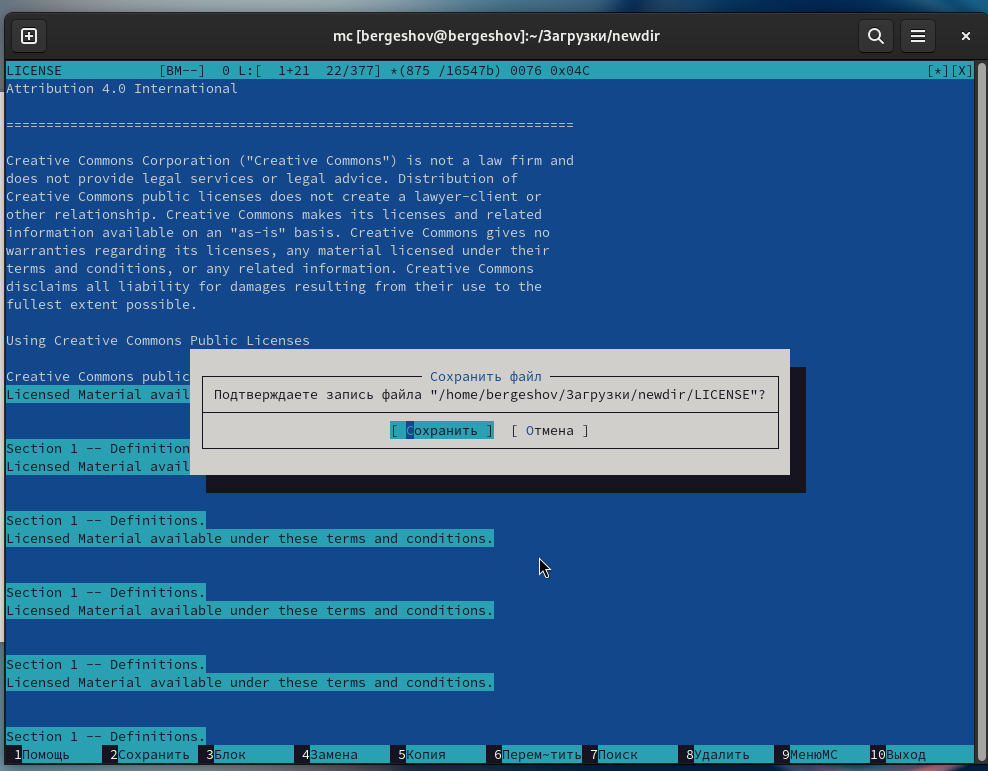 mc [bergeshov@bergeshov]:~/Загрузки/newdir
LICENSE [BM--] 0 L:[ 1+21 22/377] *(875 /16547b) 0076 0x04C [*][X]
Attribution 4.0 International
=======================================================================
Creative Commons Corporation ("Creative Commons") is not a law firm and
does not provide legal services or legal advice. Distribution of
Creative Commons public licenses does not create a lawyer-client or
other relationship. Creative Commons makes its licenses and related
information available on an "as-is" basis. Creative Commons gives no
warranties regarding its licenses, any material licensed under their
terms and conditions, or any related information. Creative Commons
disclaims all liability for damages resulting from their use to the
fullest extent possible.
Using Creative Commons Public Licenses
Creative Commons public
Licensed Material avail
Сохранить файл
Подтверждаете запись файла "/home/bergeshov/Загрузки/newdir/LICENSE"?
[ Сохранить ] [ Отмена ]
Section 1 -- Definition
Licensed Material avail
Section 1 -- Definitions.
Licensed Material available under these terms and conditions.
Section 1 -- Definitions.
Licensed Material available under these terms and conditions.
Section 1 -- Definitions.
Licensed Material available under these terms and conditions.
Section 1 -- Definitions.
1Помощь 2Сохранить 3Блок 4Замена 5Копия 6Перем~тить 7Поиск 8Удалить 9МенюMC 10Выход